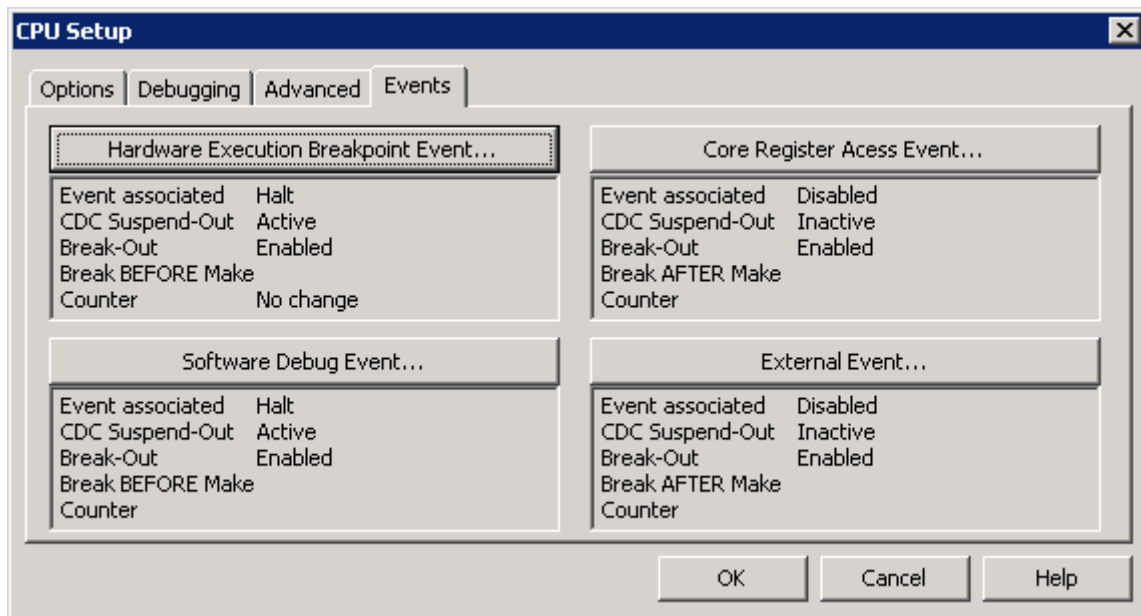 CPU Setup
Options Debugging Advanced Events
Hardware Execution Breakpoint Event...
Event associated Halt
CDC Suspend-Out Active
Break-Out Enabled
Break BEFORE Make
Counter No change
Core Register Acess Event...
Event associated Disabled
CDC Suspend-Out Inactive
Break-Out Enabled
Break AFTER Make
Counter
Software Debug Event...
Event associated Halt
CDC Suspend-Out Active
Break-Out Enabled
Break BEFORE Make
Counter
External Event...
Event associated Disabled
CDC Suspend-Out Inactive
Break-Out Enabled
Break AFTER Make
Counter
OK Cancel Help